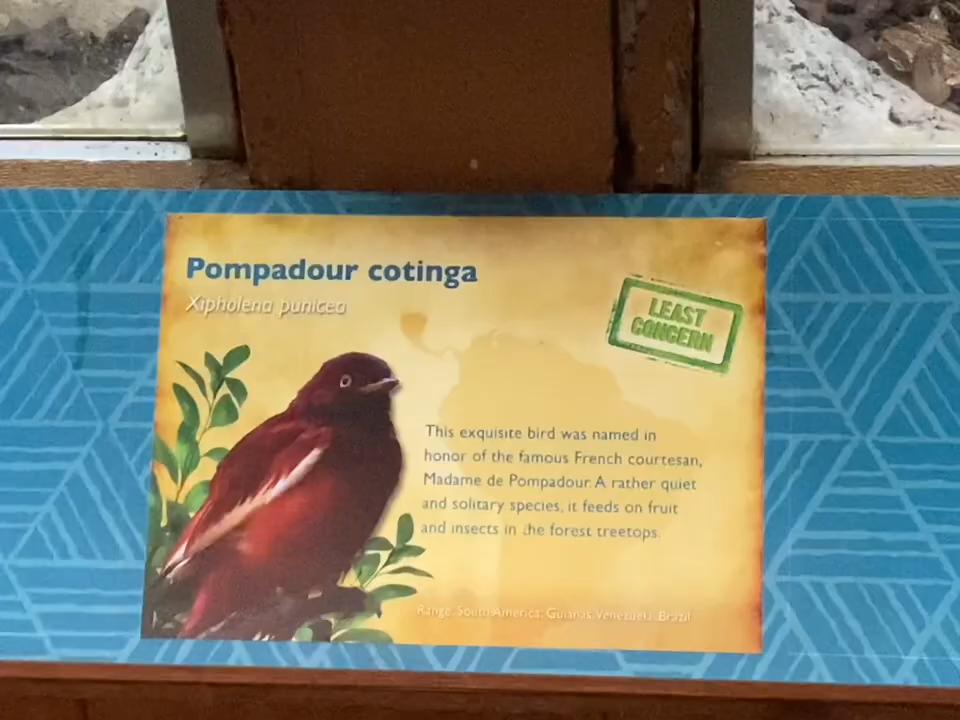 Pompadour cotinga
Xipholena punicea
LEAST
CONCERN
This exquisite bird was named in
honor of the famous French courtesan,
Madame de Pompadour. A rather quiet
and solitary species, it feeds on fruit
and insects in the forest treetops.
Range: South America: Guianas, Venezuela, Brazil